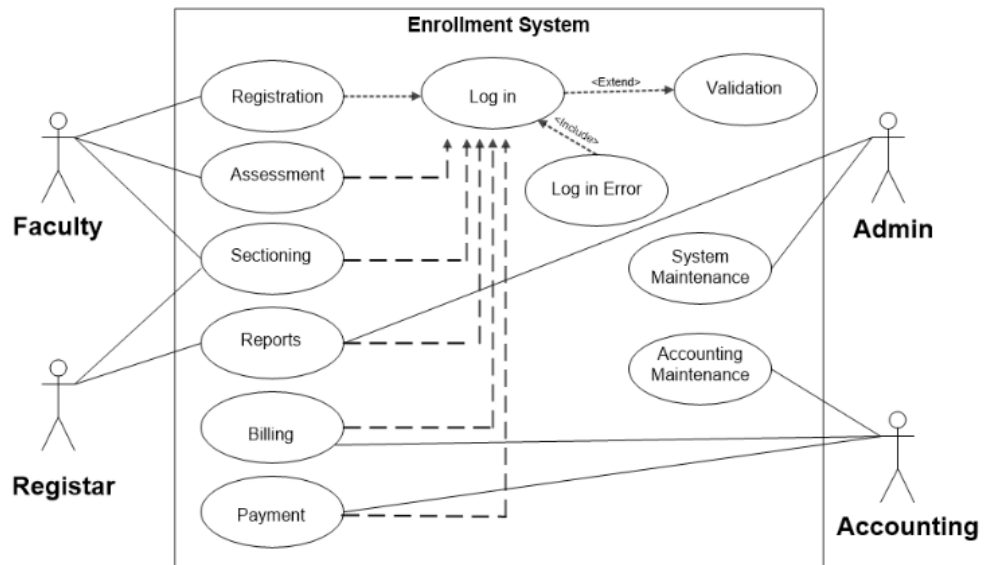 Enrollment System
Registration
Log in
<Extend>
Validation
<Include>
Assessment
Log in Error
Faculty
Admin
Sectioning
System
Maintenance
Reports
Accounting
Maintenance
Billing
Registar
Payment
Accounting